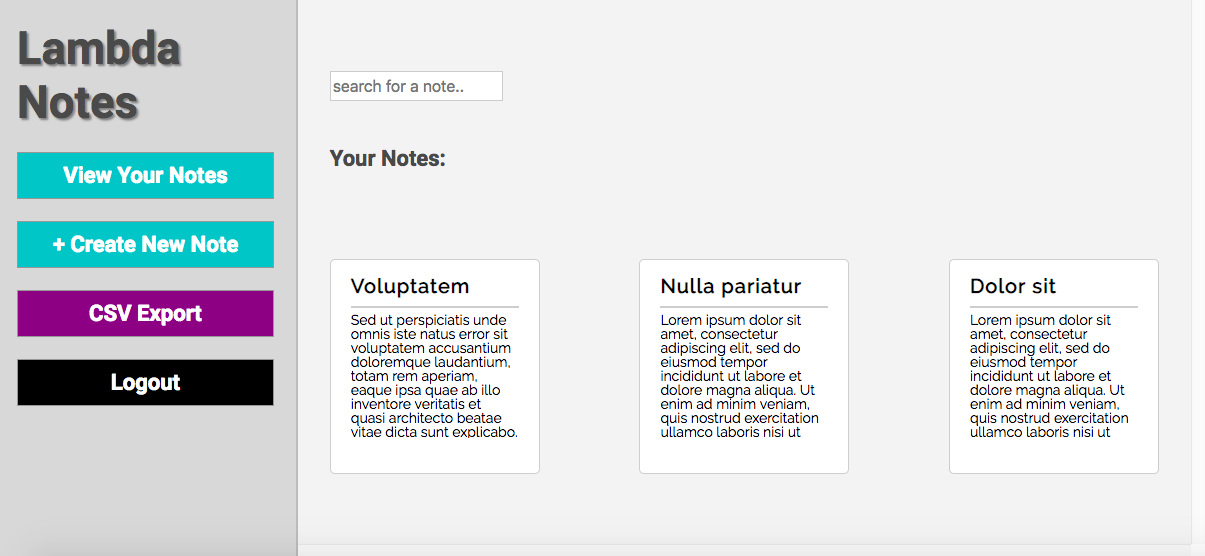 Lambda
Notes
View Your Notes
+ Create New Note
CSV Export
Logout
search for a note..
Your Notes:
Voluptatem
Sed ut perspiciatis unde
omnis iste natus error sit
voluptatem accusantium
doloremque laudantium,
totam rem aperiam,
eaque ipsa quae ab illo
inventore veritatis et
quasi architecto beatae
vitae dicta sunt explicabo.
Nulla pariatur
Lorem ipsum dolor sit
amet, consectetur
adipiscing elit, sed do
eiusmod tempor
incididunt ut labore et
dolore magna aliqua. Ut
enim ad minim veniam,
quis nostrud exercitation
ullamco laboris nisi ut
Dolor sit
Lorem ipsum dolor sit
amet, consectetur
adipiscing elit, sed do
eiusmod tempor
incididunt ut labore et
dolore magna aliqua. Ut
enim ad minim veniam,
quis nostrud exercitation
ullamco laboris nisi ut